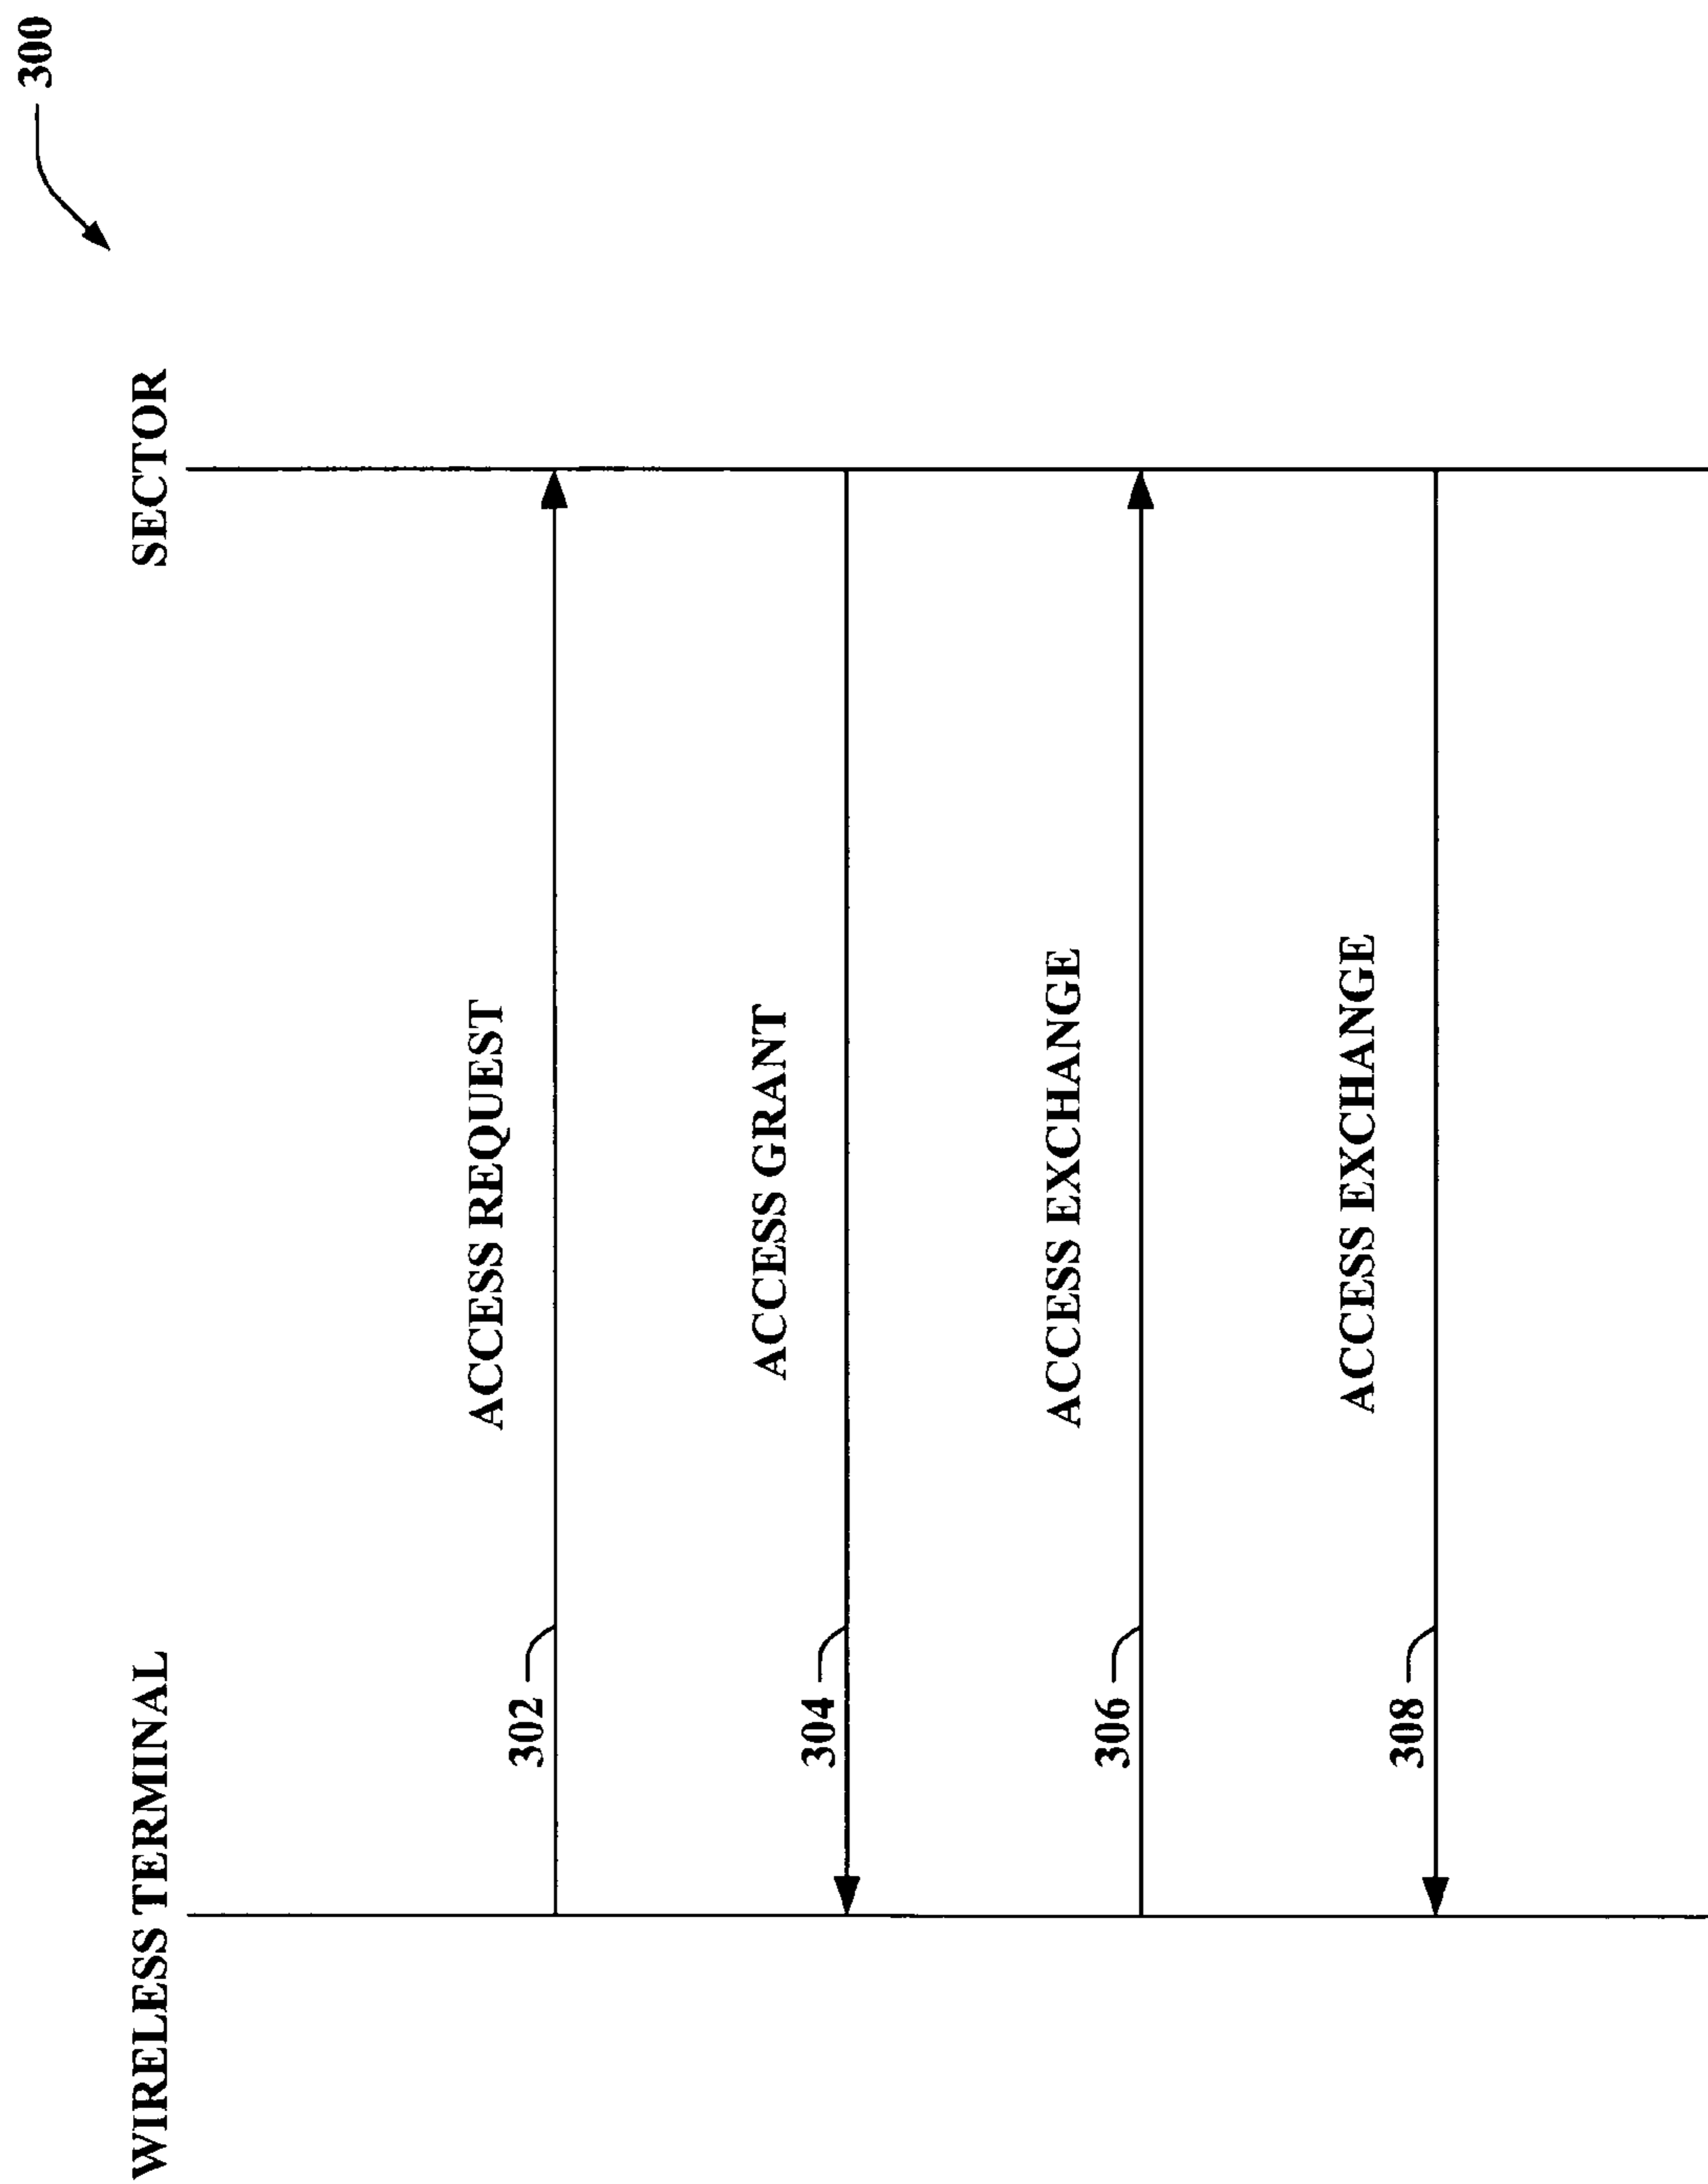 300
WIRELESS TERMINAL
SECTOR
ACCESS REQUEST
302
ACCESS GRANT
304
ACCESS EXCHANGE
306
ACCESS EXCHANGE
308